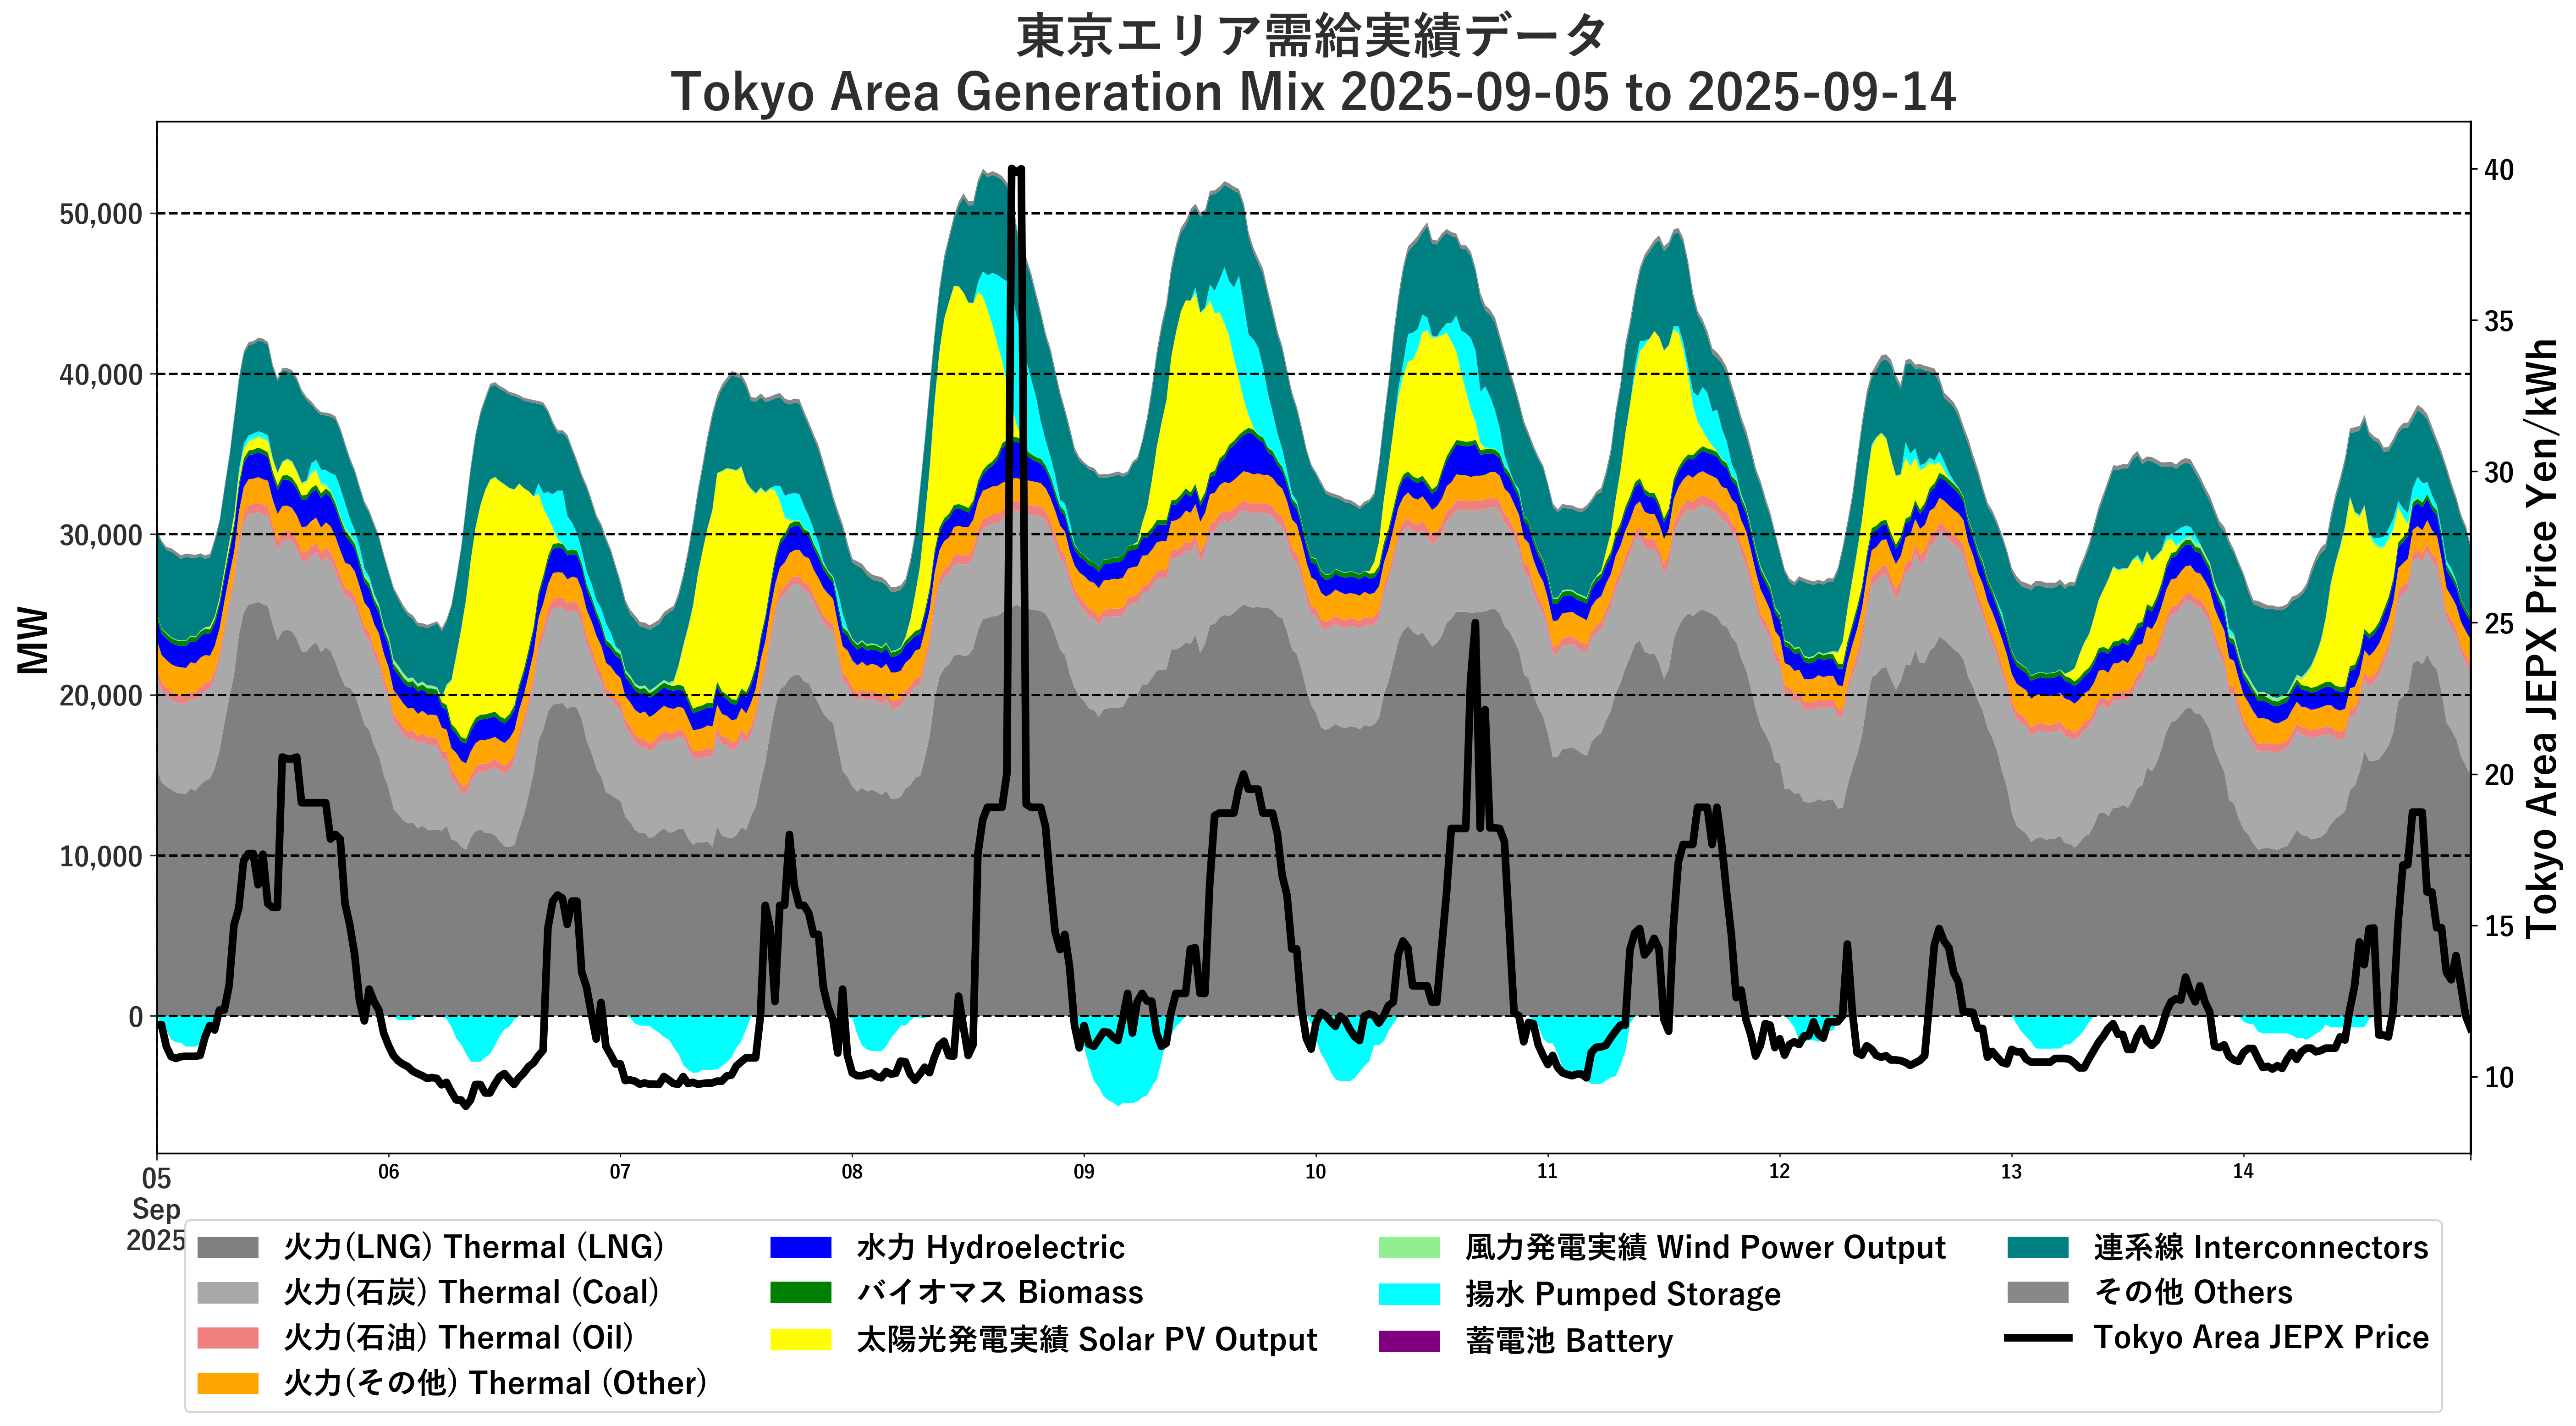 東京エリア需給実績データ
Tokyo Area Generation Mix 2025-09-05 to 2025-09-14
MW
50,000
40,000
30,000
20,000
10,000
0
40
35
30
25
20
15
10
Tokyo Area JEPX Price Yen/kWh
05
Sep
2025
06
07
08
09
10
11
12
13
14
火力(LNG) Thermal (LNG)
火力(石炭) Thermal (Coal)
火力(石油) Thermal (Oil)
火力(その他) Thermal (Other)
水力 Hydroelectric
バイオマス Biomass
太陽光発電実績 Solar PV Output
風力発電実績 Wind Power Output
揚水 Pumped Storage
蓄電池 Battery
連系線 Interconnectors
その他 Others
Tokyo Area JEPX Price